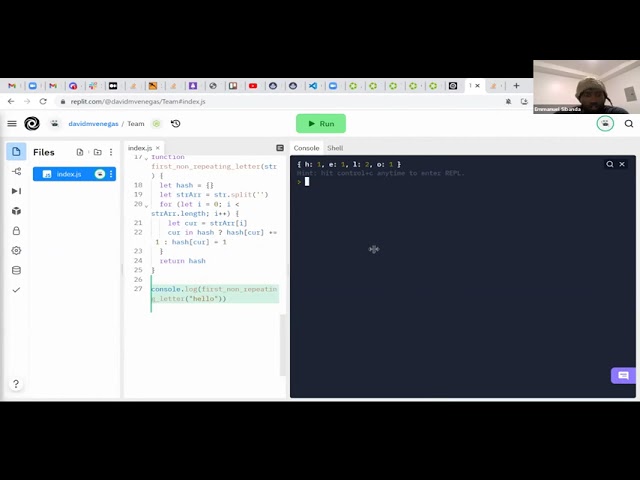 Emmanuel Sibanda
replit.com/@davidmvenegas/Team#index.js
davidmvenegas / Team
Run
Files
index.js
index.js
17 function
first_non_repeating_letter(str
) {
18 let hash = {}
19 let strArr = str.split('')
20 for (let i = 0; i <
strArr.length; i++) {
21 let cur = strArr[i]
22 cur in hash ? hash[cur] +=
1 : hash[cur] = 1
23 }
24 return hash
25 }
26
27 console.log(first_non_repeatin
g_letter("hello"))
Console Shell
{ h: 1, e: 1, l: 2, o: 1 }
Hint: hit control+c anytime to enter REPL.
>
?